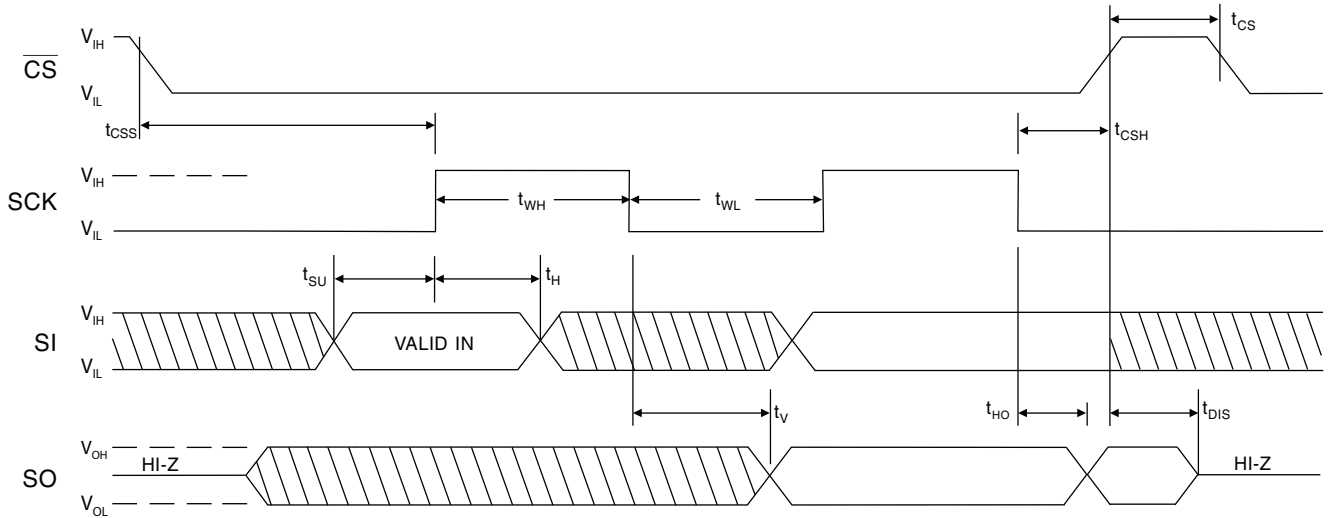 t_CS
V_IH
CS
V_IL
t_CSS
t_CSH
V_IH
SCK
t_WH
t_WL
V_IL
t_SU
t_H
V_IH
SI
VALID IN
V_IL
t_V
t_HO
t_DIS
V_OH
HI-Z
HI-Z
SO
V_OL